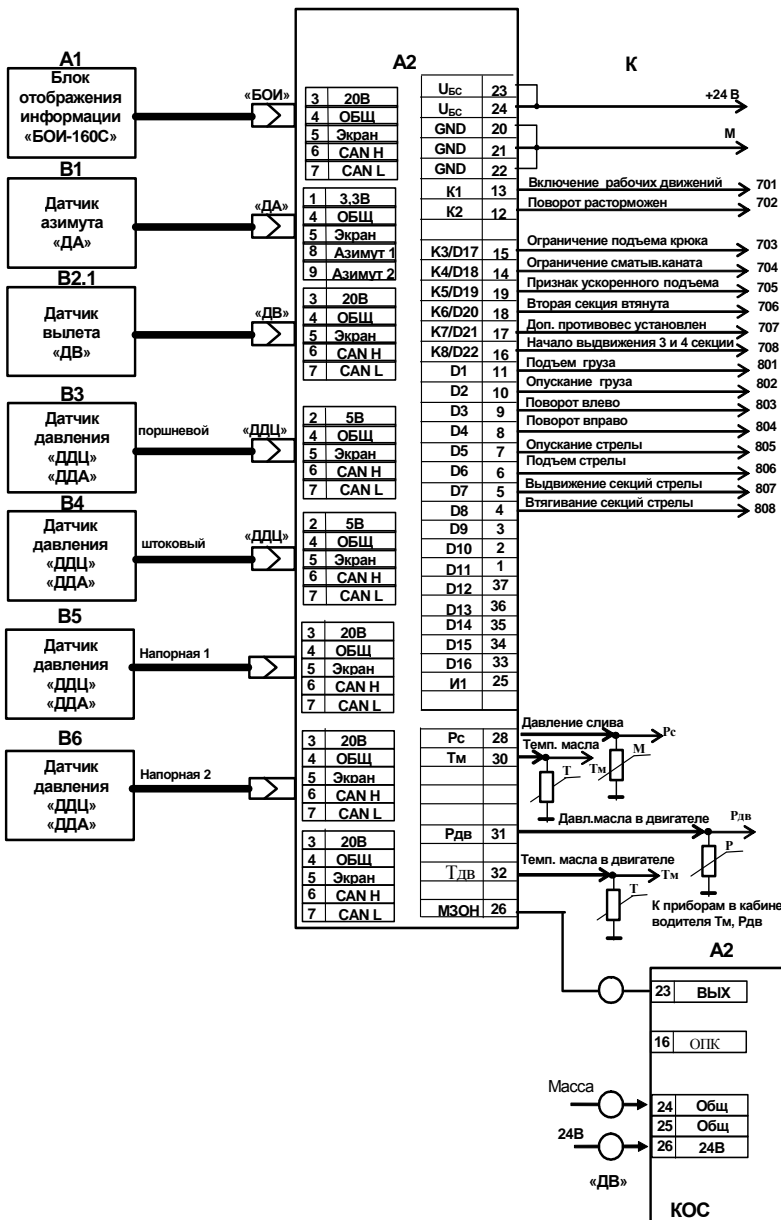 А1
Блок
отображения
информации
«БОИ-160С»
«БОИ»
В1
Датчик
азимута
«ДА»
«ДА»
В2.1
Датчик
вылета
«ДВ»
«ДВ»
В3
Датчик
давления
«ДДЦ»
«ДДА»
поршневой
«ДДЦ»
В4
Датчик
давления
«ДДЦ»
«ДДА»
штоковый
«ДДЦ»
В5
Датчик
давления
«ДДЦ»
«ДДА»
Напорная 1
В6
Датчик
давления
«ДДЦ»
«ДДА»
Напорная 2
А2
3 20В
4 ОБЩ
5 Экран
6 CAN H
7 CAN L
1 3,3В
4 ОБЩ
5 Экран
8 Азимут 1
9 Азимут 2
3 20В
4 ОБЩ
5 Экран
6 CAN H
7 CAN L
2 5В
4 ОБЩ
5 Экран
6 CAN H
7 CAN L
2 5В
4 ОБЩ
5 Экран
6 CAN H
7 CAN L
3 20В
4 ОБЩ
5 Экран
6 CAN H
7 CAN L
3 20В
4 ОБЩ
5 Экран
6 CAN H
7 CAN L
3 20В
4 ОБЩ
5 Экран
6 CAN H
7 CAN L
К
UБС 23
UБС 24 +24 В
GND 20
GND 21 М
GND 22
К1 13 Включение рабочих движений 701
К2 12 Поворот расторможен 702
К3/D17 15 Ограничение подъема крюка 703
К4/D18 14 Ограничение сматыв.каната 704
К5/D19 19 Признак ускоренного подъема 705
К6/D20 18 Вторая секция втянута 706
К7/D21 17 Доп. противовес установлен 707
К8/D22 16 Начало выдвижения 3 и 4 секции 708
D1 11 Подъем груза 801
D2 10 Опускание груза 802
D3 9 Поворот влево 803
D4 8 Поворот вправо 804
D5 7 Опускание стрелы 805
D6 6 Подъем стрелы 806
D7 5 Выдвижение секций стрелы 807
D8 4 Втягивание секций стрелы 808
D9 3
D10 2
D11 1
D12 37
D13 36
D14 35
D15 34
D16 33
И1 25
Рс 28 Давление слива Рс
М
Тм 30 Темп. масла Тм
Т
Рдв 31 Давл.масла в двигателе Рдв
Р
Тдв 32 Темп. масла в двигателе Тм
Т
МЗОН 26
К приборам в кабине
водителя Тм, Рдв
А2
23 ВЫХ
16 ОПК
Масса
24 Общ
25 Общ
24В
26 24В
«ДВ»
КОС